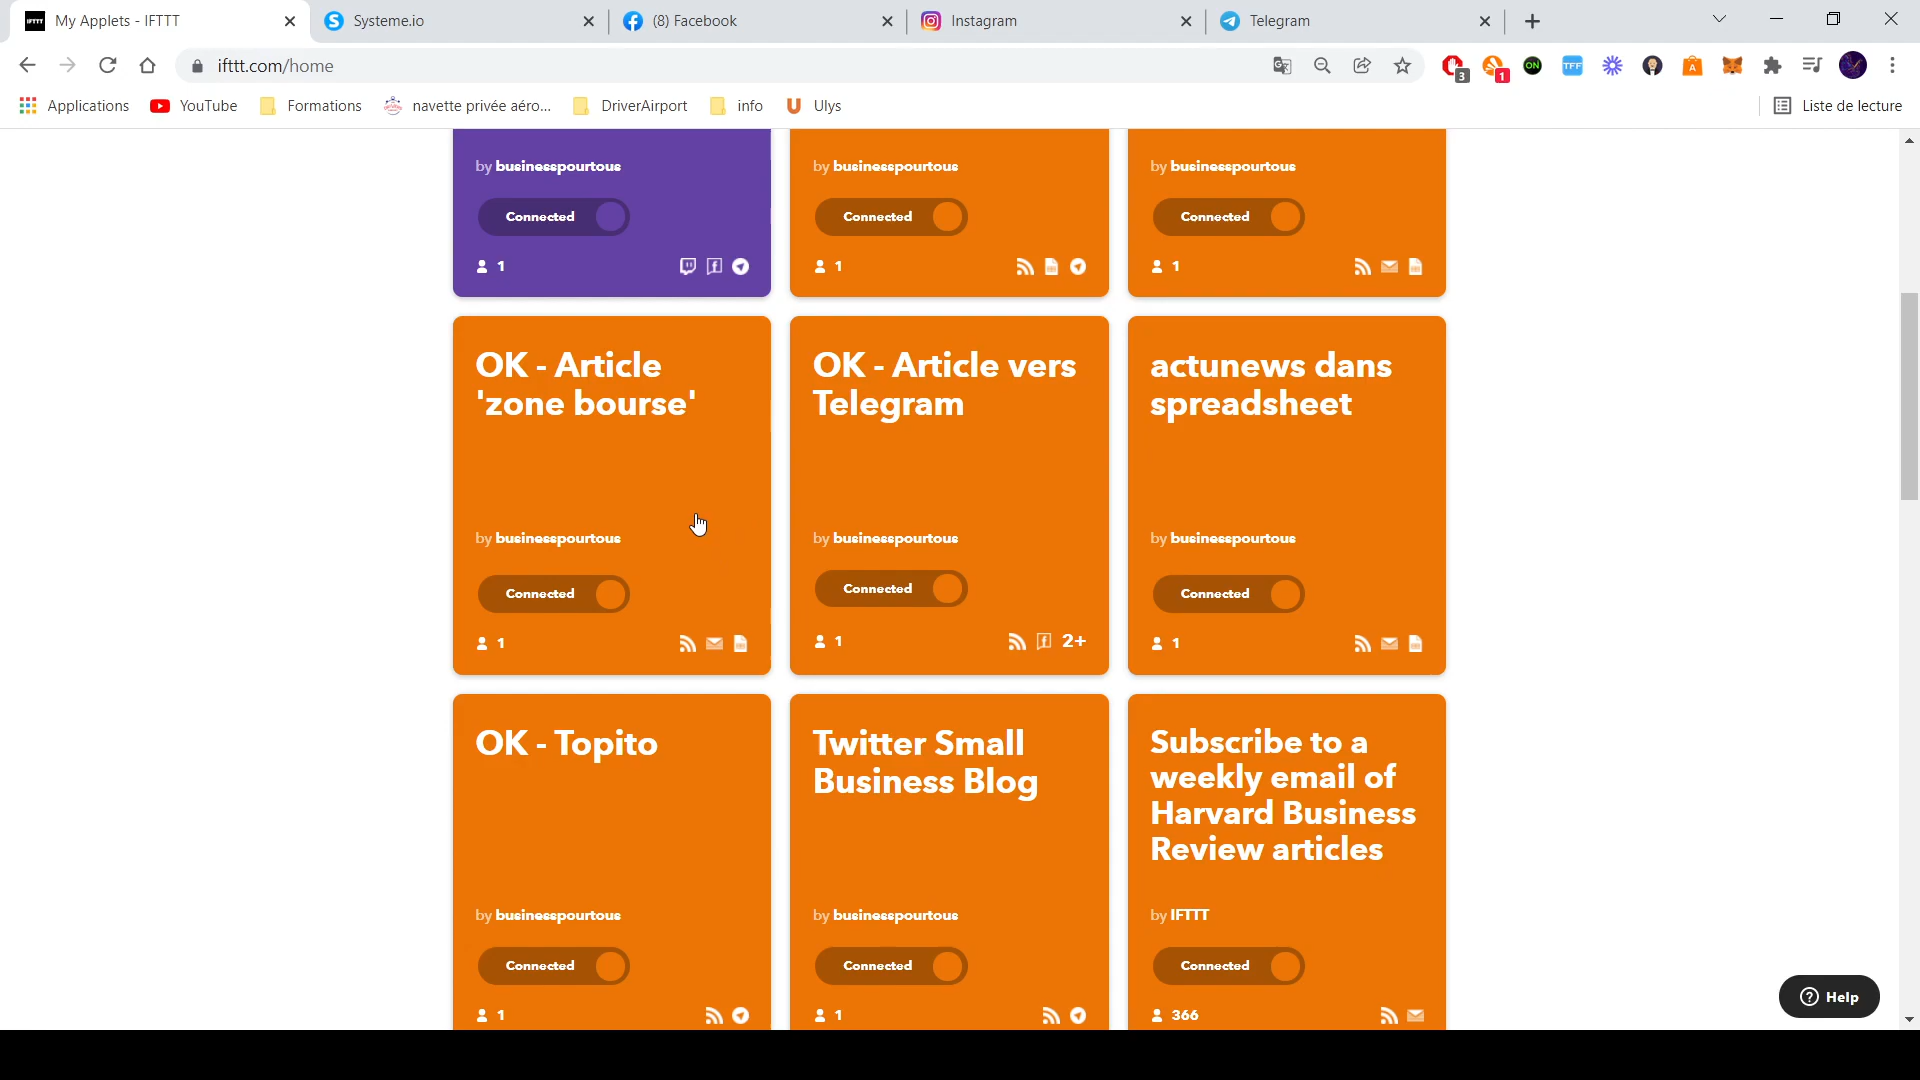 My Applets - IFTTT
Systeme.io
(8) Facebook
Instagram
Telegram
ifttt.com/home
3
1
ON
TFF
Applications
YouTube
Formations
navette privée aéro...
DriverAirport
info
Ulys
Liste de lecture
by businesspourtous
Connected
1
by businesspourtous
Connected
1
by businesspourtous
Connected
1
OK - Article
'zone bourse'
by businesspourtous
Connected
1
OK - Article vers
Telegram
by businesspourtous
Connected
1
2+
actunews dans
spreadsheet
by businesspourtous
Connected
1
OK - Topito
by businesspourtous
Connected
1
Twitter Small
Business Blog
by businesspourtous
Connected
1
Subscribe to a
weekly email of
Harvard Business
Review articles
by IFTTT
Connected
366
Help